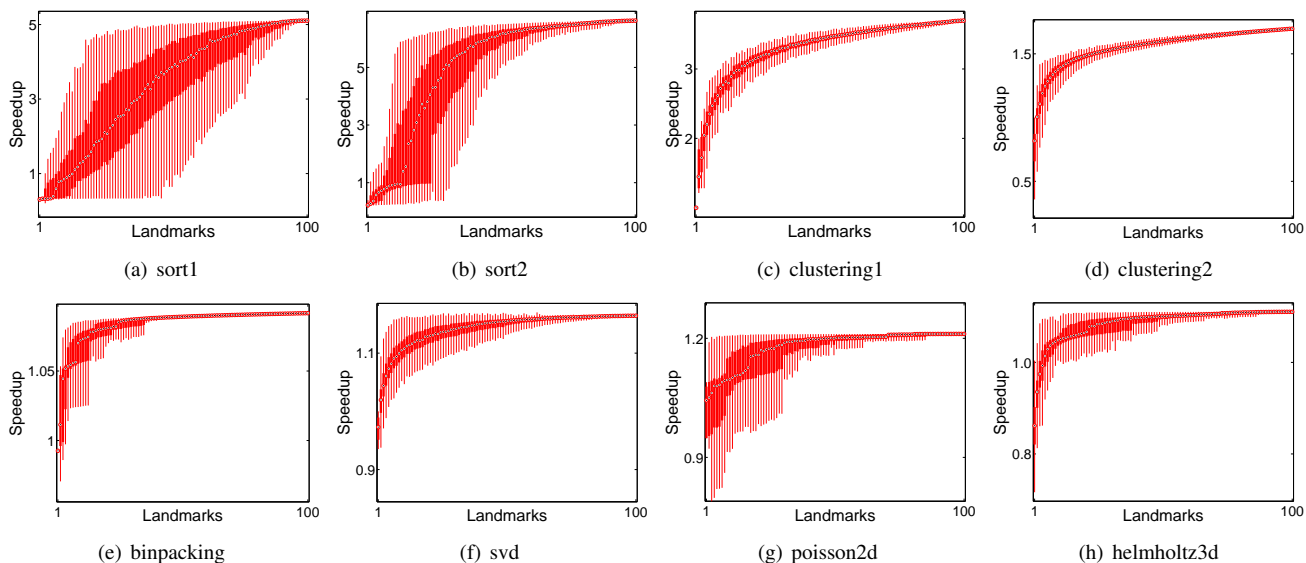 5
3
1
Speedup
1
Landmarks
100
(a) sort1
5
3
1
Speedup
1
Landmarks
100
(b) sort2
3
2
Speedup
1
Landmarks
100
(c) clustering1
1.5
0.5
Speedup
1
Landmarks
100
(d) clustering2
1.05
1
Speedup
1
Landmarks
100
(e) binpacking
1.1
0.9
Speedup
1
Landmarks
100
(f) svd
1.2
0.9
Speedup
1
Landmarks
100
(g) poisson2d
1.0
0.8
Speedup
1
Landmarks
100
(h) helmholtz3d